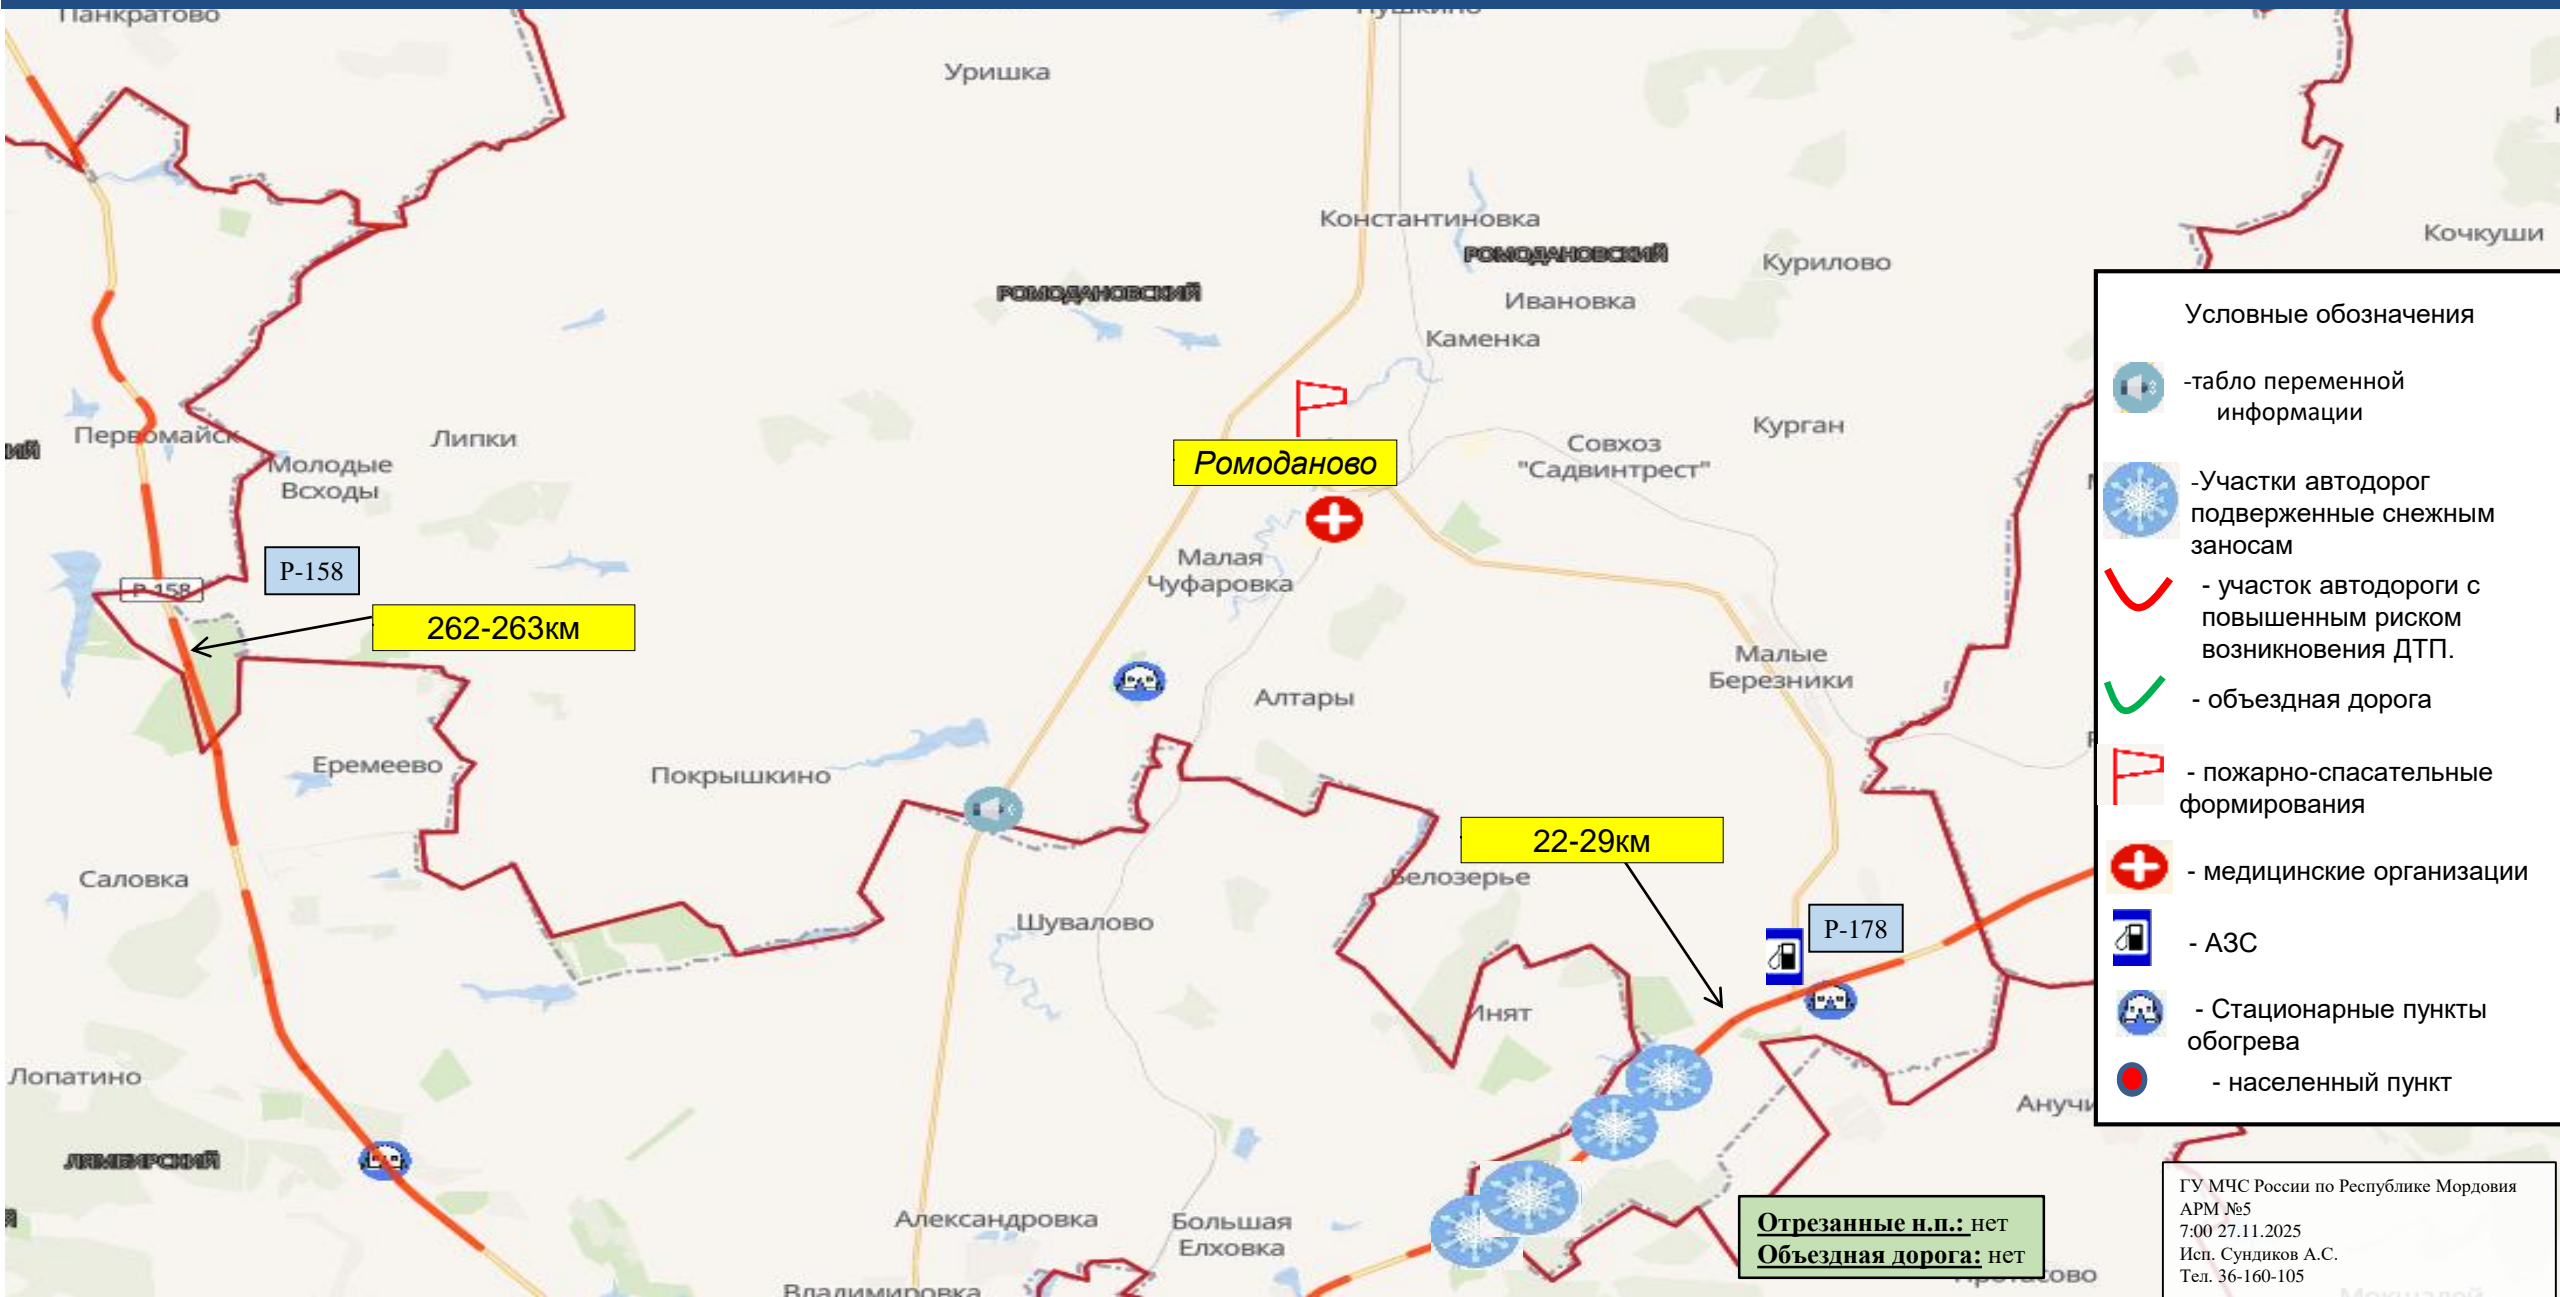 Панкратово
Уришка
Константиновка
РОМОДАНОВСКИЙ
Курилово
Кочкуши
РОМОДАНОВСКИЙ
Ивановка
Каменка
Первомайск
Липки
Молодые
Всходы
Ромоданово
Совхоз
"Садвинтрест"
Курган
Р-158
Р-158
262-263км
Малая
Чуфаровка
Алтары
Малые
Березники
Еремеево
Покрышкино
22-29км
Саловка
Белозерье
Шувалово
Р-178
Инят
Лопатино
ЛЯМБИРСКИЙ
Александровка
Большая
Елховка
Владимировка
Условные обозначения
-табло переменной
информации
-Участки автодорог
подверженные снежным
заносам
- участок автодороги с
повышенным риском
возникновения ДТП.
- объездная дорога
- пожарно-спасательные
формирования
- медицинские организации
- АЗС
- Стационарные пункты
обогрева
- населенный пункт
Отрезанные н.п.: нет
Объездная дорога: нет
ГУ МЧС России по Республике Мордовия
АРМ №5
7:00 27.11.2025
Исп. Сундиков А.С.
Тел. 36-160-105